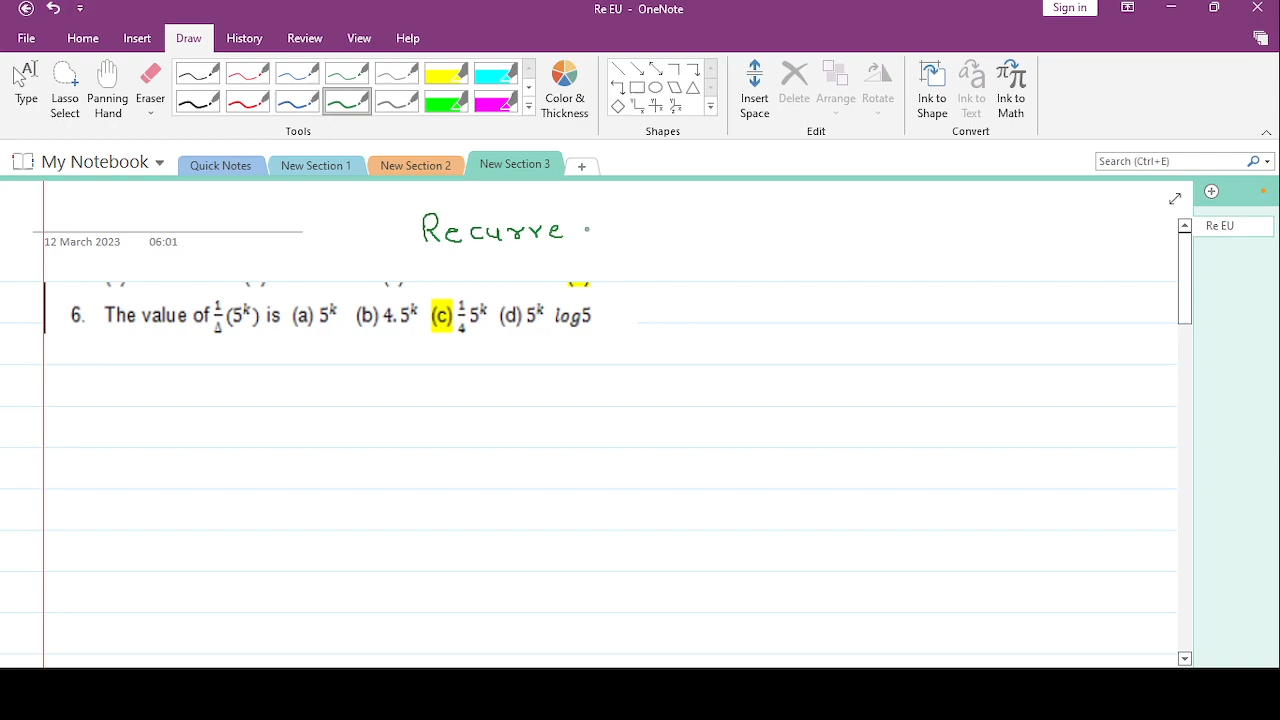 Re EU - OneNote
Sign in
File Home Insert Draw History Review View Help
Type Lasso Select Panning Hand Eraser Color & Thickness Insert Space Delete Arrange Rotate Ink to Shape Ink to Text Ink to Math
Tools Shapes Edit Convert
My Notebook Quick Notes New Section 1 New Section 2 New Section 3 Search (Ctrl+E)
Re EU
Recurre
12 March 2023 06:01
6. The value of 1/Δ (5^k) is (a) 5^k (b) 4.5^k (c) 1/4 5^k (d) 5^k log5